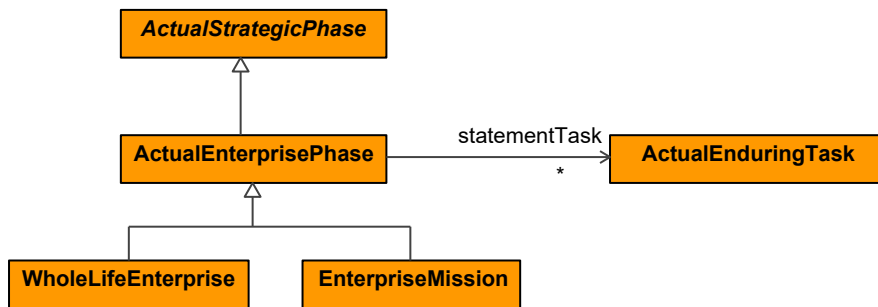 ActualStrategicPhase
statementTask
ActualEnterprisePhase
ActualEnduringTask
*
WholeLifeEnterprise
EnterpriseMission